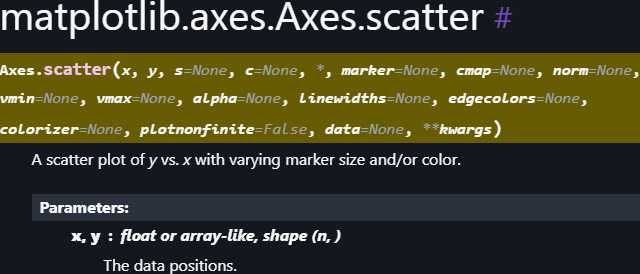 matplotlib.axes.Axes.scatter #
Axes.scatter(x, y, s=None, c=None, *, marker=None, cmap=None, norm=None,
vmin=None, vmax=None, alpha=None, linewidths=None, edgecolors=None,
colorizer=None, plotnonfinite=False, data=None, **kwargs)
A scatter plot of y vs. x with varying marker size and/or color.
Parameters:
x, y : float or array-like, shape (n, )
The data positions.